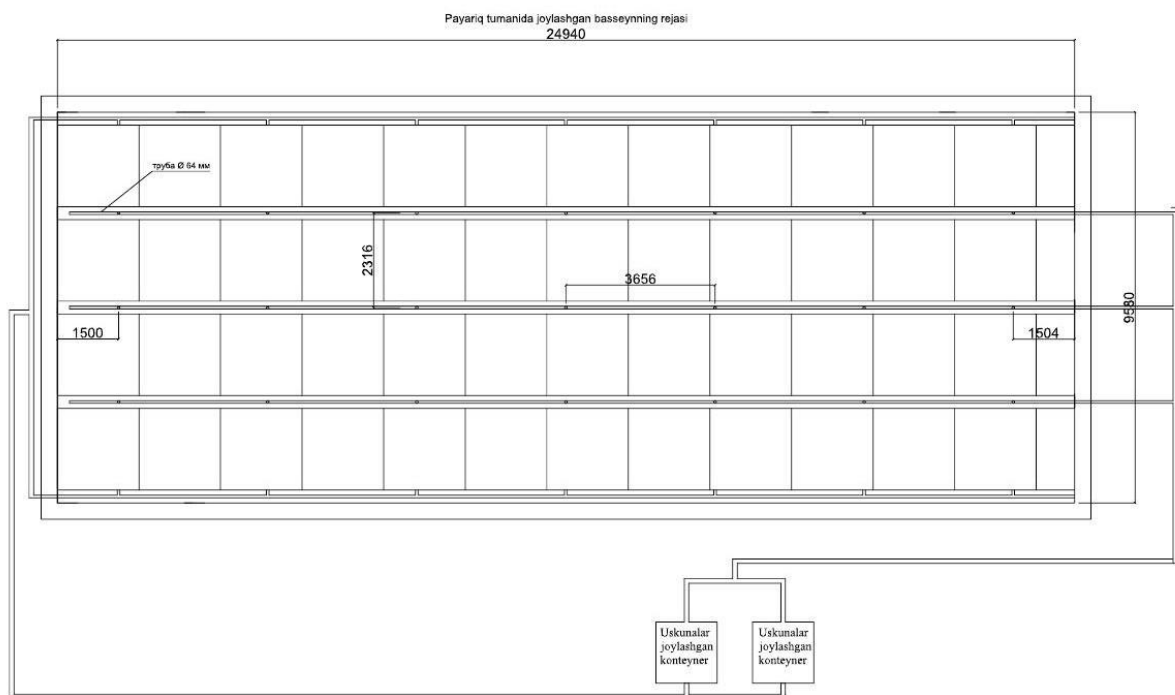 Payariq tumanida joylashgan basseynning rejasi
24940
труба Ø 64 мм
2316
3656
9580
1500
1504
Uskunalar
joylashgan
konteyner
Uskunalar
joylashgan
konteyner